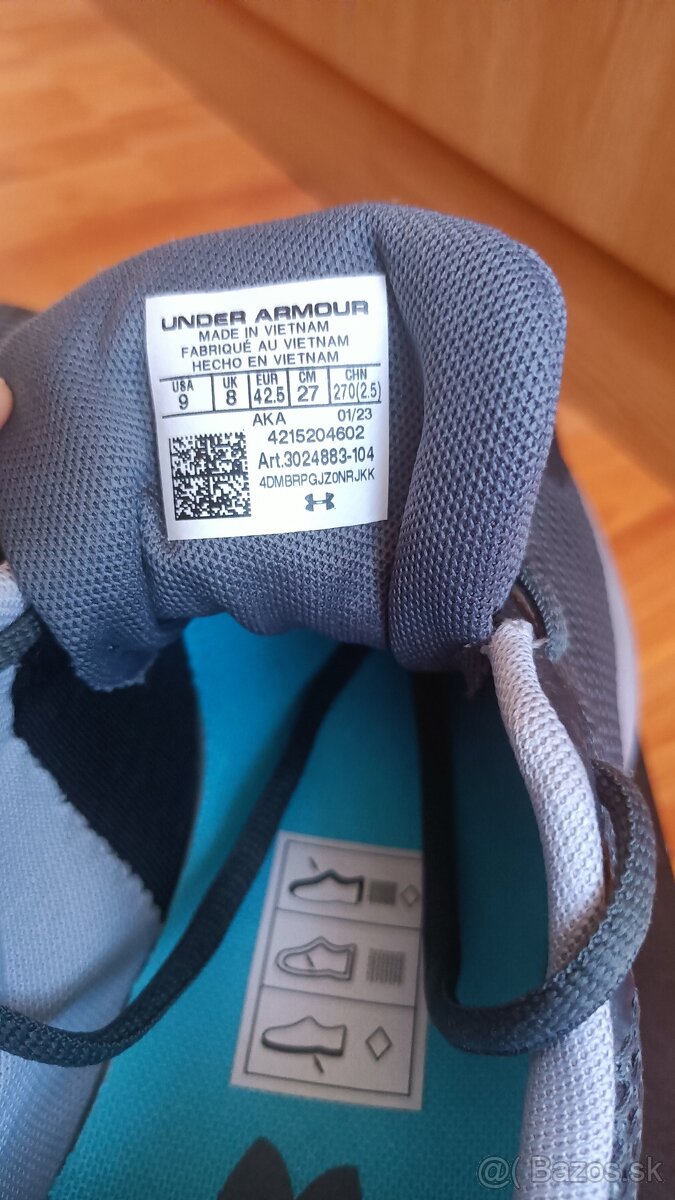 UNDER ARMOUR
MADE IN VIETNAM
FABRIQUÉ AU VIETNAM
HECHO EN VIETNAM
USA UK EUR CM CHN
9 8 42.5 27 270(2.5)
AKA 01/23
4215204602
Art.3024883-104
4DMBRPGJZ0NRJKK
@( Bazos.sk